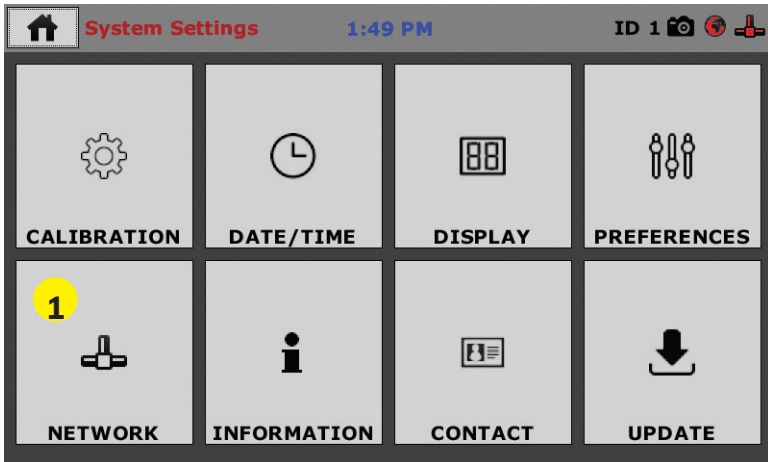 System Settings 1:49 PM ID 1
CALIBRATION DATE/TIME DISPLAY PREFERENCES
1
NETWORK INFORMATION CONTACT UPDATE